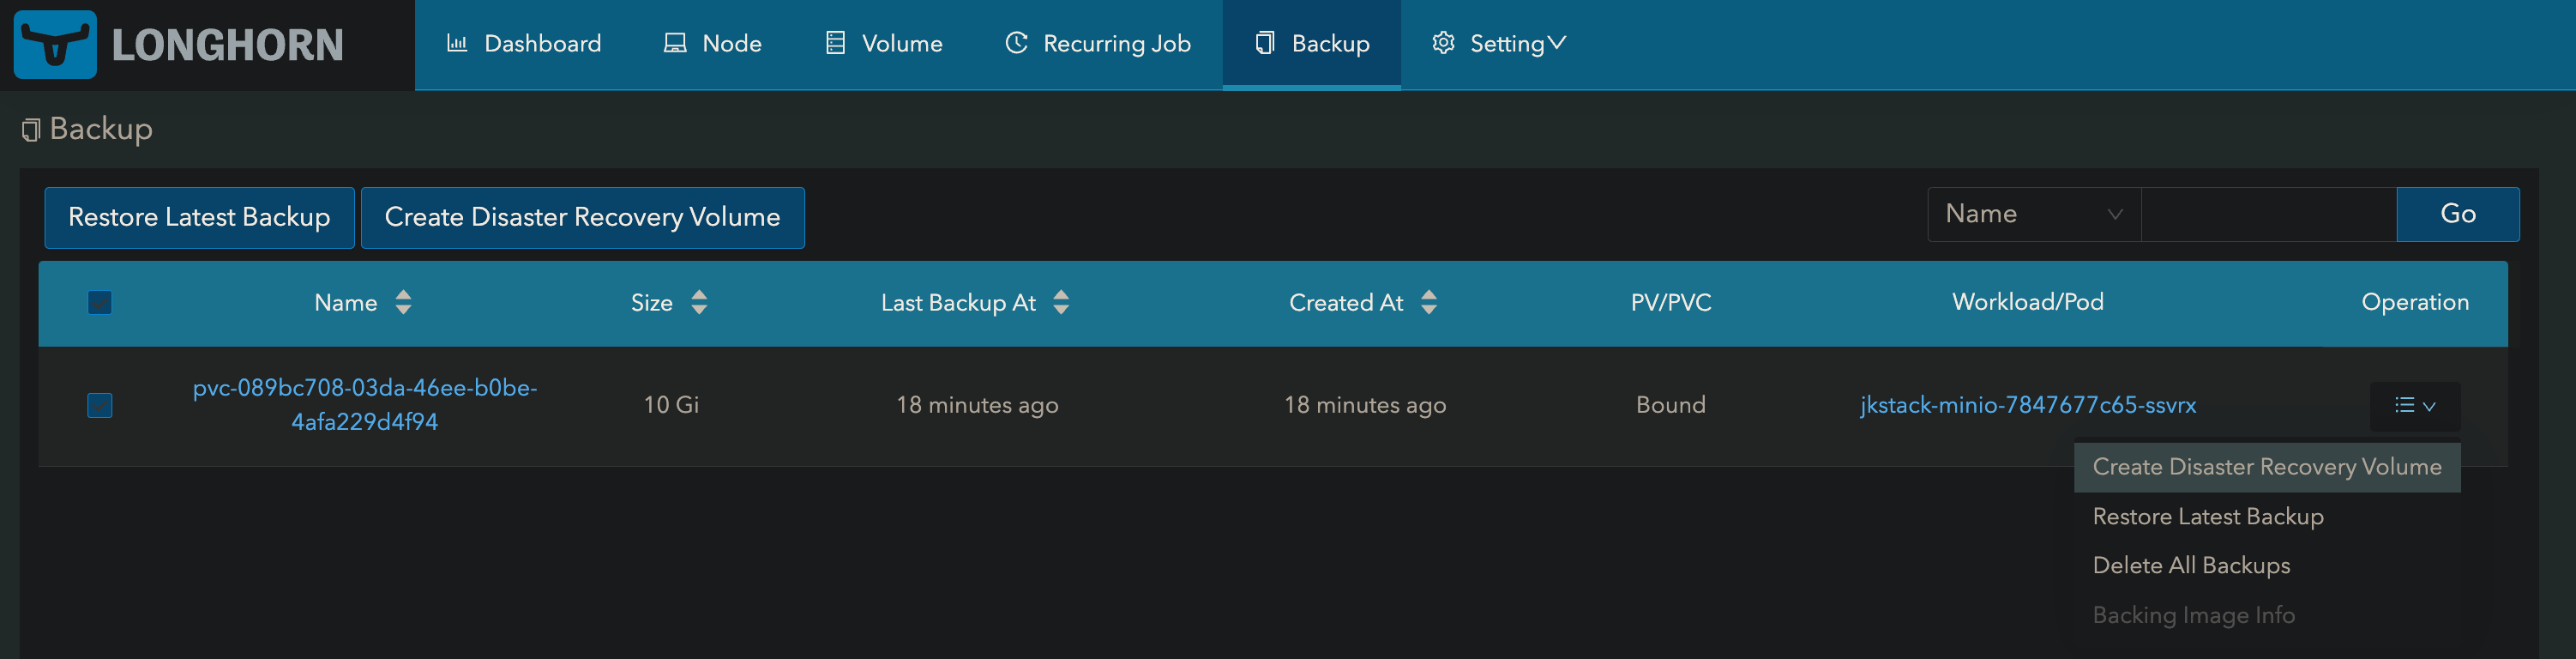 LONGHORN
Dashboard
Node
Volume
Recurring Job
Backup
Setting
Backup
Restore Latest Backup
Create Disaster Recovery Volume
Name
Go
Name
Size
Last Backup At
Created At
PV/PVC
Workload/Pod
Operation
pvc-089bc708-03da-46ee-b0be-
4afa229d4f94
10 Gi
18 minutes ago
18 minutes ago
Bound
jkstack-minio-7847677c65-ssvrx
Create Disaster Recovery Volume
Restore Latest Backup
Delete All Backups
Backing Image Info